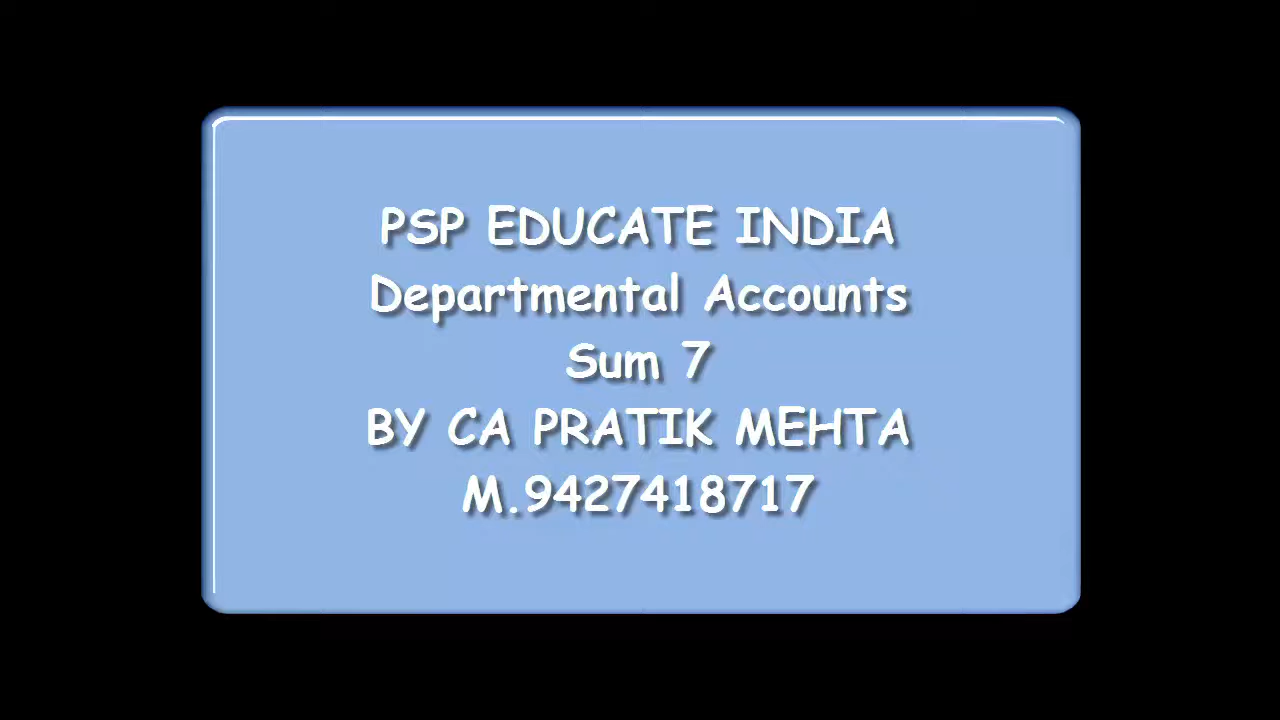 PSP EDUCATE INDIA
Departmental Accounts
Sum 7
BY CA PRATIK MEHTA
M.9427418717